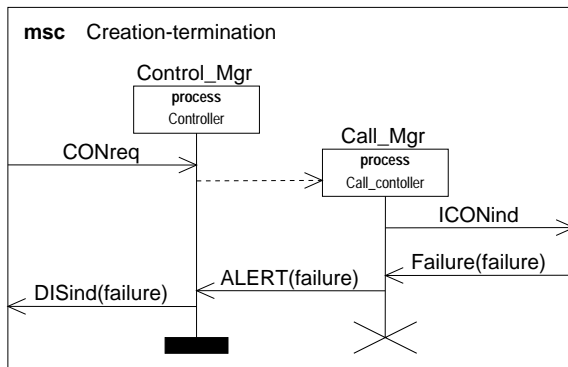 msc Creation-termination
Control_Mgr
process
Controller
Call_Mgr
process
Call_contoller
CONreq
ICONind
Failure(failure)
ALERT(failure)
DISind(failure)